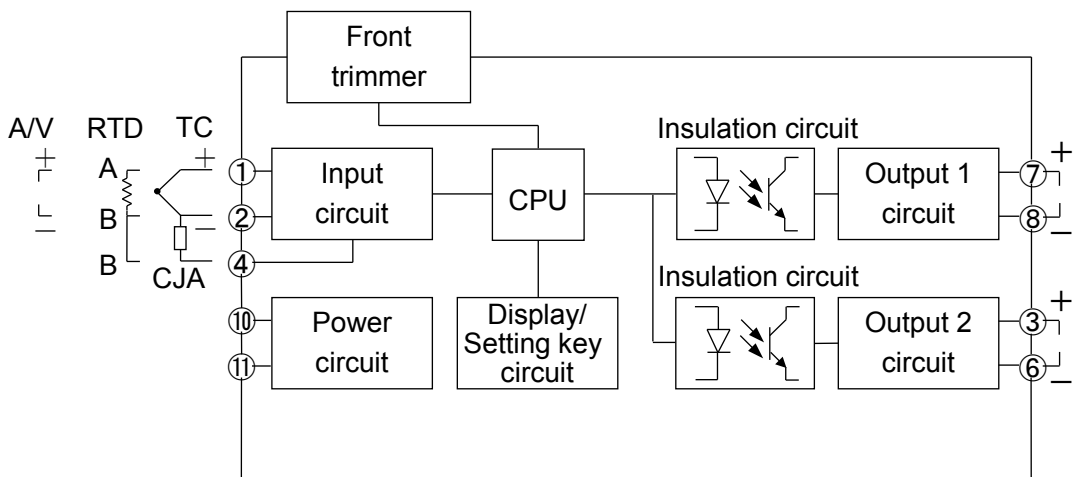 Front
trimmer
A/V RTD TC
Insulation circuit
+ A + ① Input
circuit CPU Output 1
circuit ⑦ +
− B − ② ⑧ −
B CJA ④
Insulation circuit
⑩ Power
circuit ⑪
Display/
Setting key
circuit
Output 2
circuit ③ +
⑥ −